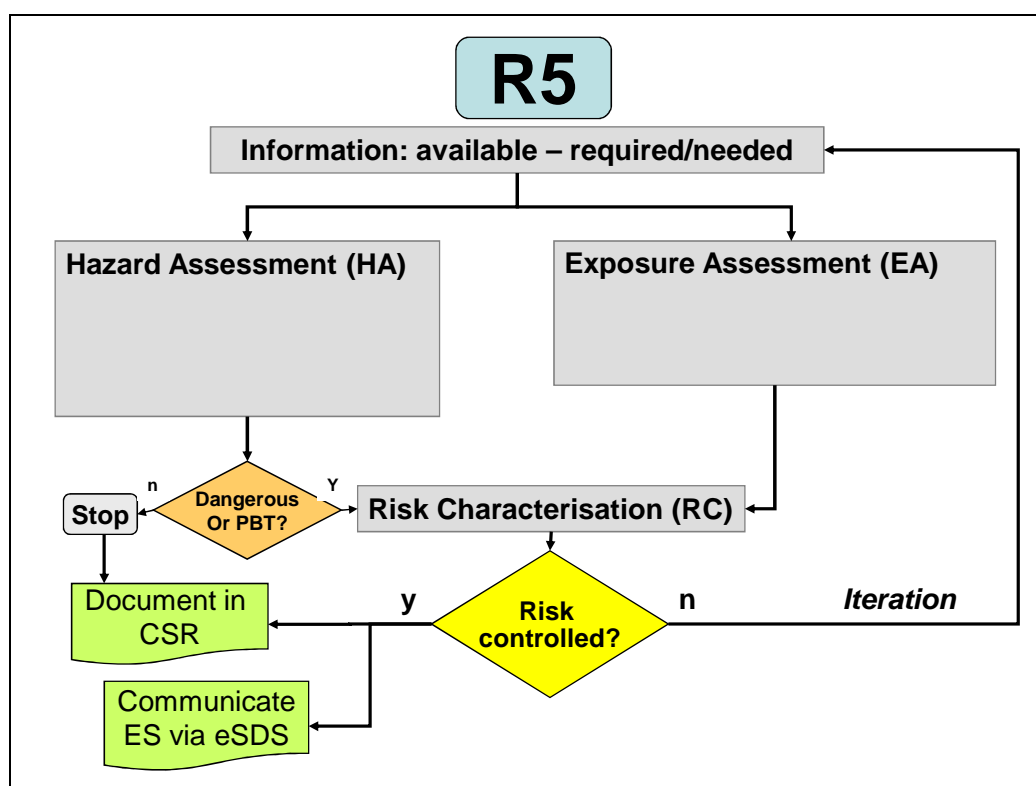 R5
Information: available – required/needed
Hazard Assessment (HA)
Exposure Assessment (EA)
n
Y
Dangerous
Or PBT?
Stop
Risk Characterisation (RC)
Document in
CSR
y
Risk
controlled?
n
Iteration
Communicate
ES via eSDS